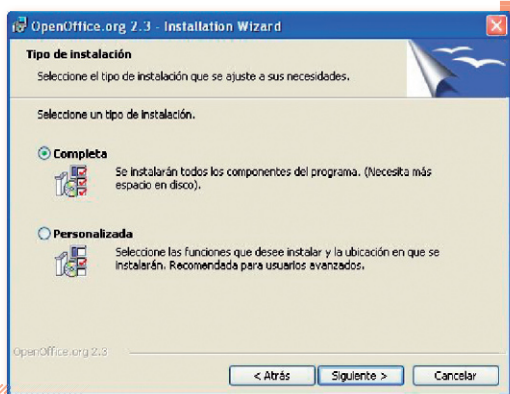 OpenOffice.org 2.3 - Installation Wizard
Tipo de instalación
Seleccione el tipo de instalación que se ajuste a sus necesidades.
Seleccione un tipo de instalación.
Completa
Se instalarán todos los componentes del programa. (Necesita más
espacio en disco).
Personalizada
Seleccione las funciones que desee instalar y la ubicación en que se
instalarán. Recomendada para usuarios avanzados.
OpenOffice.org 2.3
< Atrás
Siguiente >
Cancelar